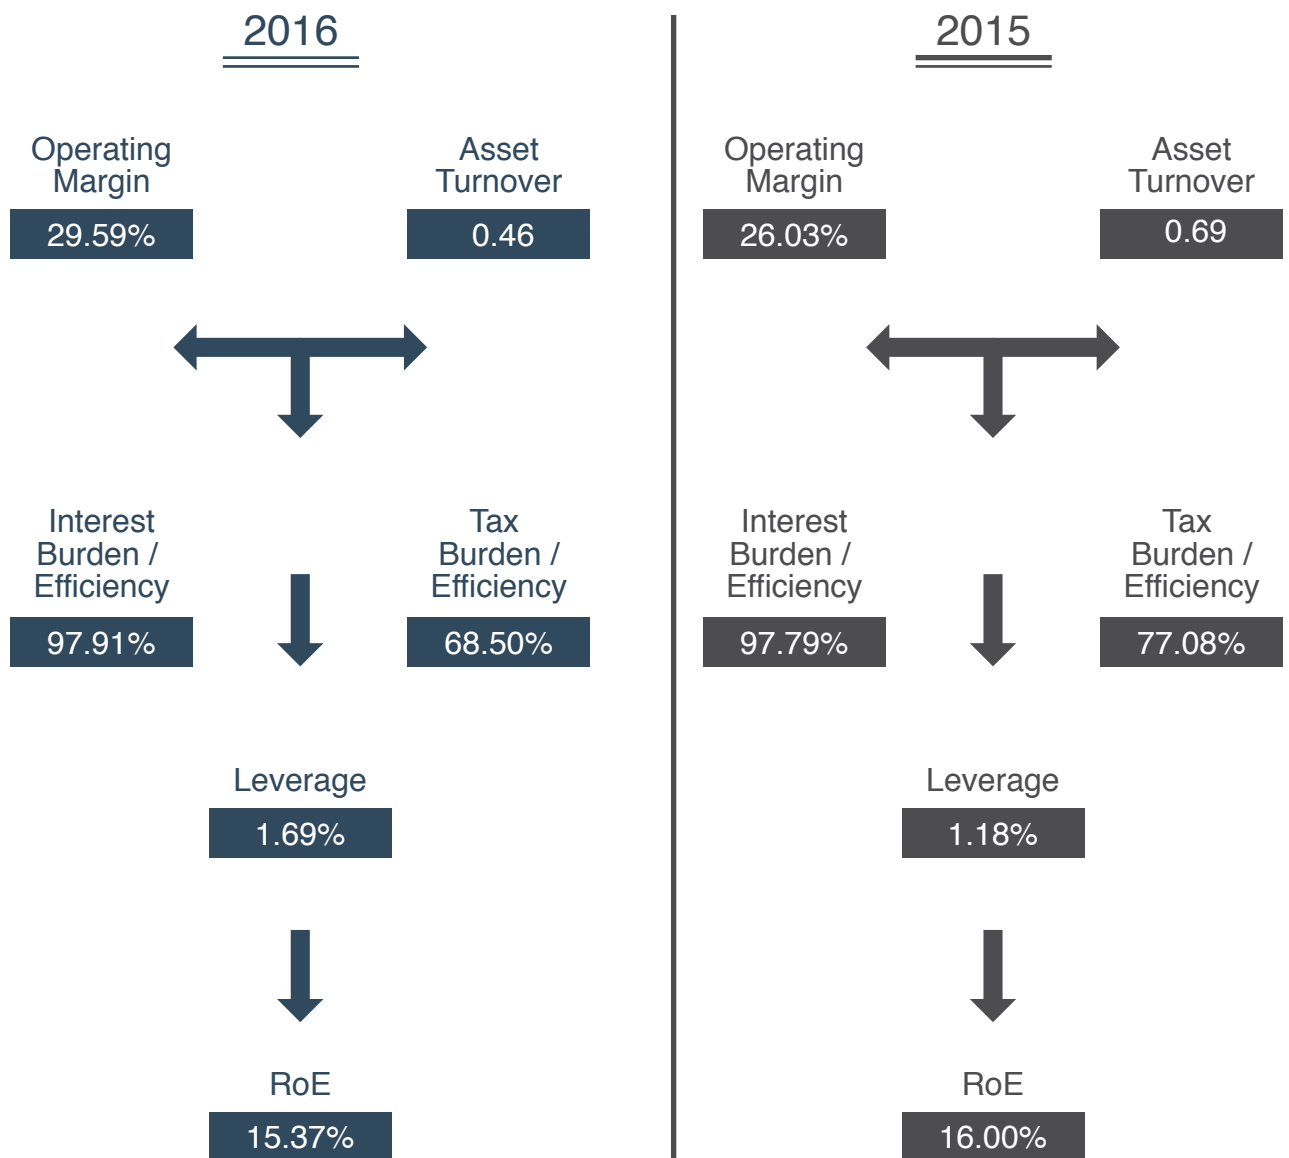 2016
Operating
Margin
29.59%
Asset
Turnover
0.46
Interest
Burden /
Efficiency
97.91%
Tax
Burden /
Efficiency
68.50%
Leverage
1.69%
RoE
15.37%
2015
Operating
Margin
26.03%
Asset
Turnover
0.69
Interest
Burden /
Efficiency
97.79%
Tax
Burden /
Efficiency
77.08%
Leverage
1.18%
RoE
16.00%